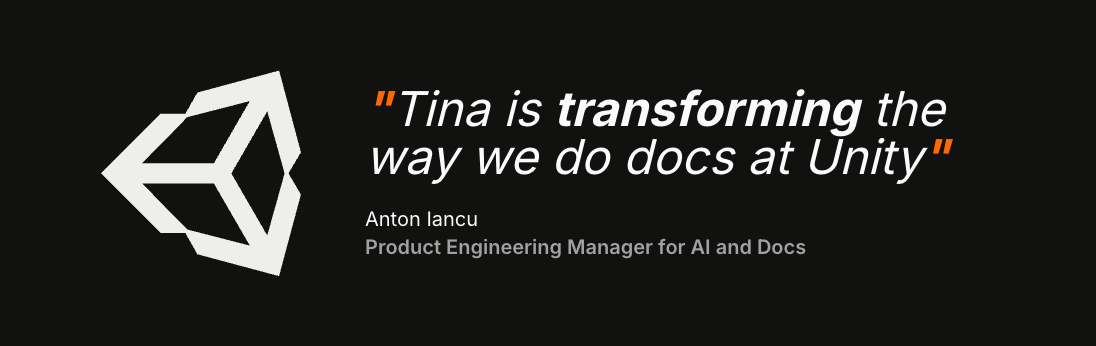 "Tina is transforming the
way we do docs at Unity"
Anton Iancu
Product Engineering Manager for AI and Docs